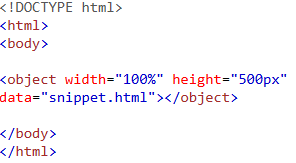 <!DOCTYPE html>
<html>
<body>
<object width="100%" height="500px"
data="snippet.html"></object>
</body>
</html>